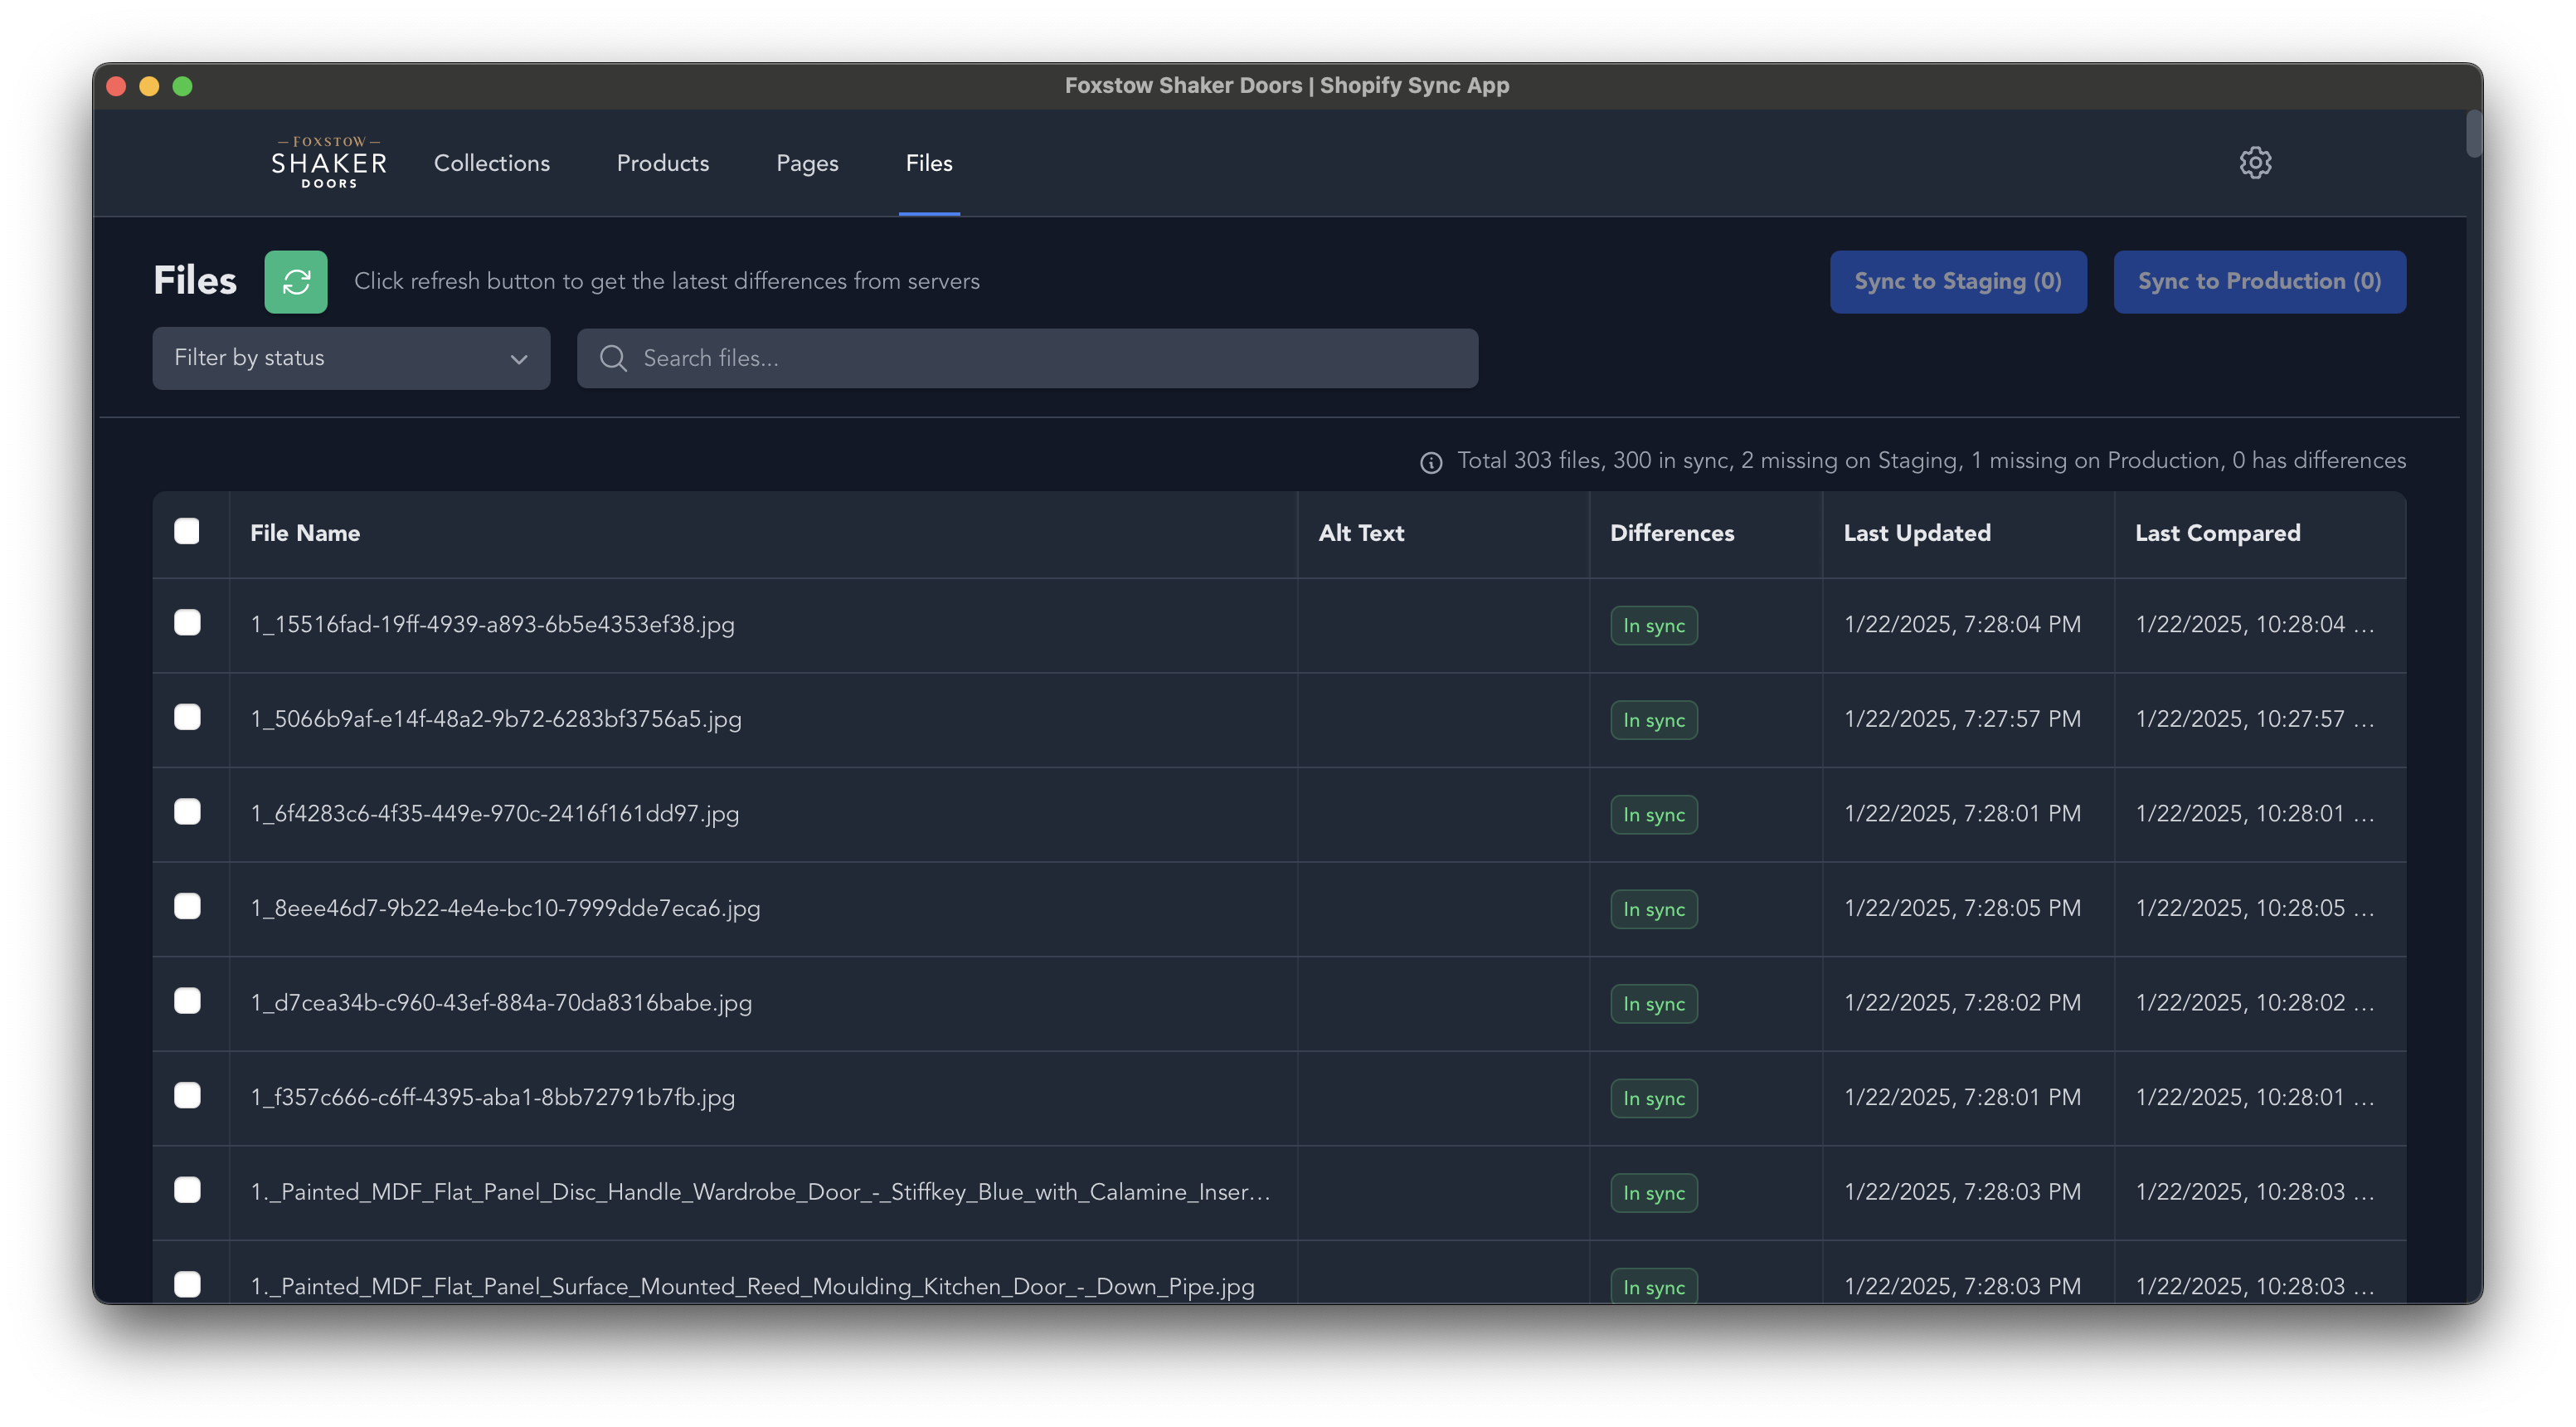 Foxstow Shaker Doors | Shopify Sync App
FOXSTOW
SHAKER
DOORS
Collections
Products
Pages
Files
Files
Click refresh button to get the latest differences from servers
Sync to Staging (0)
Sync to Production (0)
Filter by status
Search files...
Total 303 files, 300 in sync, 2 missing on Staging, 1 missing on Production, 0 has differences
File Name Alt Text Differences Last Updated Last Compared
1_15516fad-19ff-4939-a893-6b5e4353ef38.jpg In sync 1/22/2025, 7:28:04 PM 1/22/2025, 10:28:04 ...
1_5066b9af-e14f-48a2-9b72-6283bf3756a5.jpg In sync 1/22/2025, 7:27:57 PM 1/22/2025, 10:27:57 ...
1_6f4283c6-4f35-449e-970c-2416f161dd97.jpg In sync 1/22/2025, 7:28:01 PM 1/22/2025, 10:28:01 ...
1_8eee46d7-9b22-4e4e-bc10-7999dde7eca6.jpg In sync 1/22/2025, 7:28:05 PM 1/22/2025, 10:28:05 ...
1_d7cea34b-c960-43ef-884a-70da8316babe.jpg In sync 1/22/2025, 7:28:02 PM 1/22/2025, 10:28:02 ...
1_f357c666-c6ff-4395-aba1-8bb72791b7fb.jpg In sync 1/22/2025, 7:28:01 PM 1/22/2025, 10:28:01 ...
1._Painted_MDF_Flat_Panel_Disc_Handle_Wardrobe_Door_-_Stiffkey_Blue_with_Calamine_Inser... In sync 1/22/2025, 7:28:03 PM 1/22/2025, 10:28:03 ...
1._Painted_MDF_Flat_Panel_Surface_Mounted_Reed_Moulding_Kitchen_Door_-_Down_Pipe.jpg In sync 1/22/2025, 7:28:03 PM 1/22/2025, 10:28:03 ...